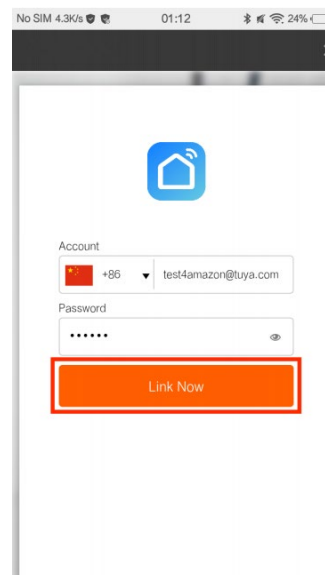 No SIM 4.3K/s 01:12 24%
Account
+86 test4amazon@tuya.com
Password
••••••
Link Now